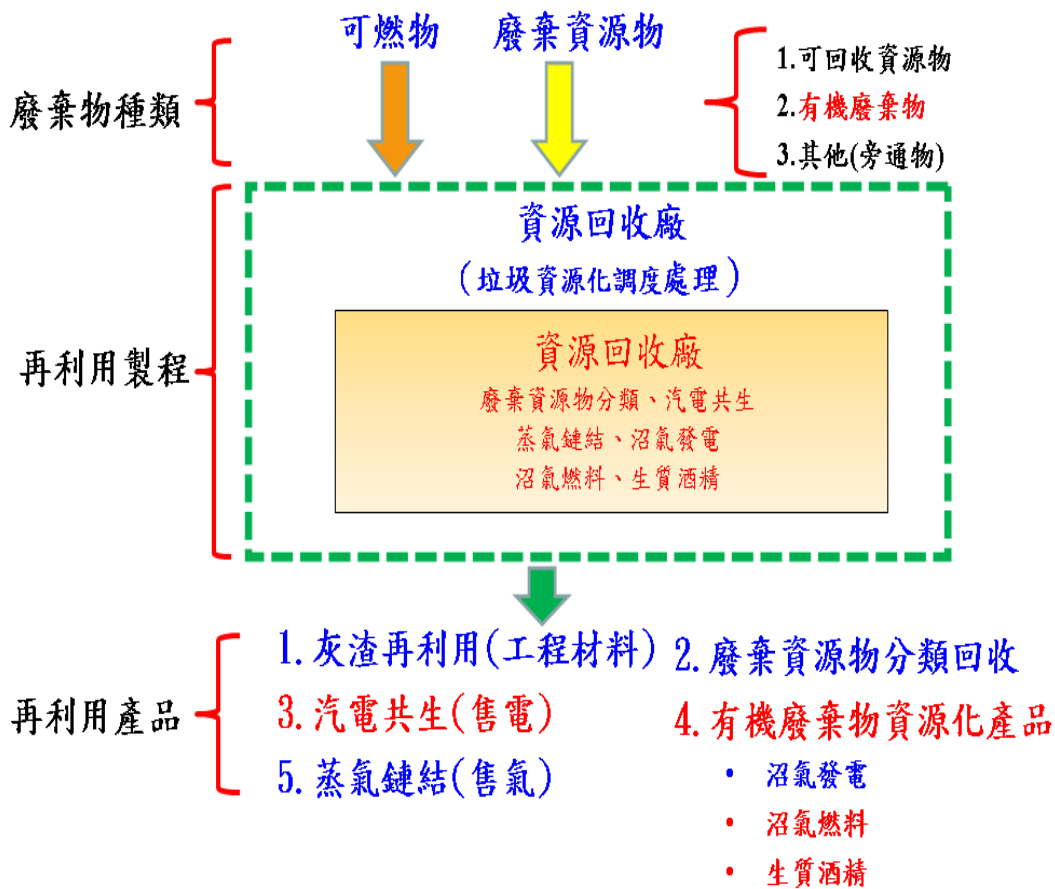 可燃物
廢棄資源物
廢棄物種類
1.可回收資源物
2.有機廢棄物
3.其他(旁通物)
再利用製程
資源回收廠
(垃圾資源化調度處理)
資源回收廠
廢棄資源物分類、汽電共生
蒸氣鏈結、沼氣發電
沼氣燃料、生質酒精
再利用產品
1.灰渣再利用(工程材料)
2.廢棄資源物分類回收
3.汽電共生(售電)
4.有機廢棄物資源化產品
5.蒸氣鏈結(售氣)
• 沼氣發電
• 沼氣燃料
• 生質酒精